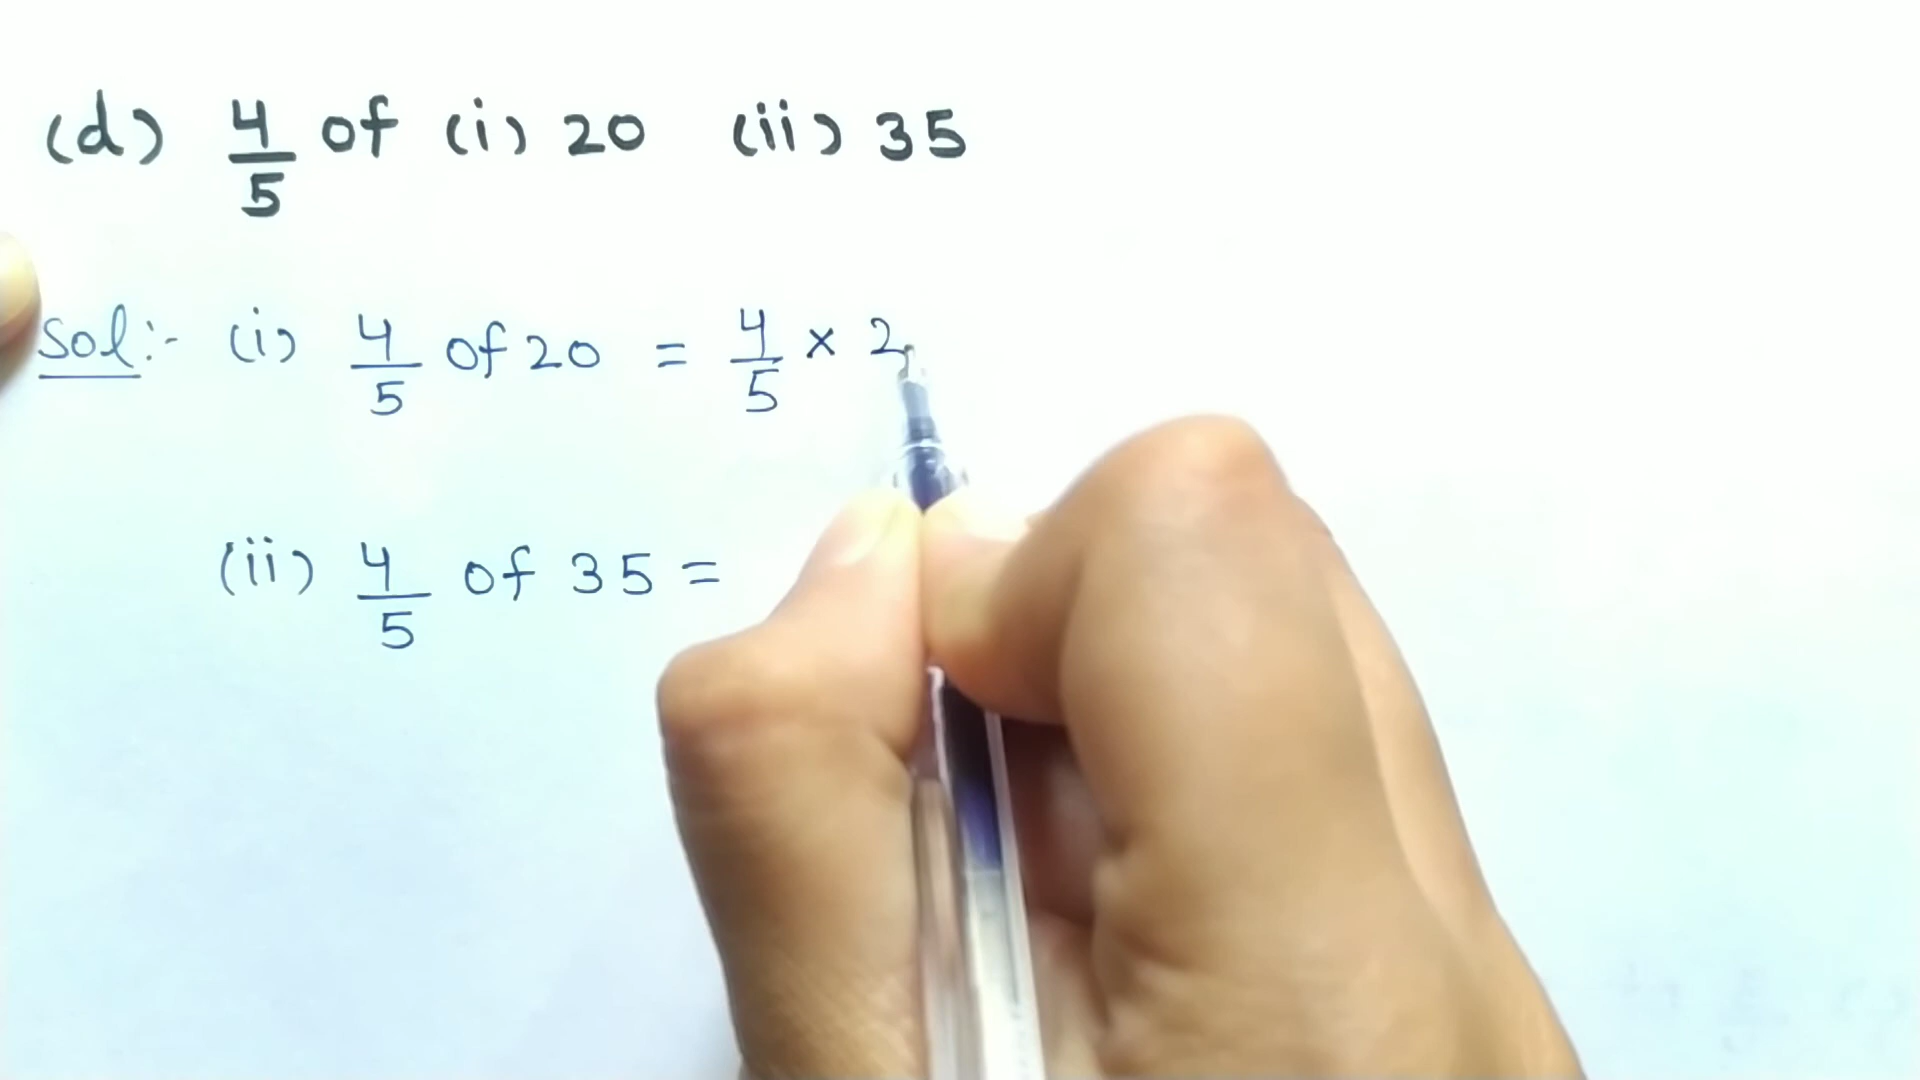 (d) 4/5 of (i) 20 (ii) 35
Sol:- (i) 4/5 of 20 = 4/5 × 2
(ii) 4/5 of 35 =